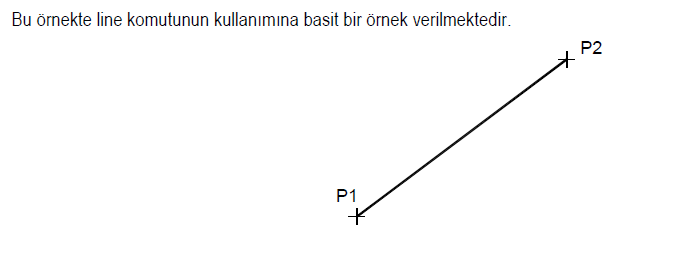 Bu örnekte line komutunun kullanımına basit bir örnek verilmektedir.
P2
P1